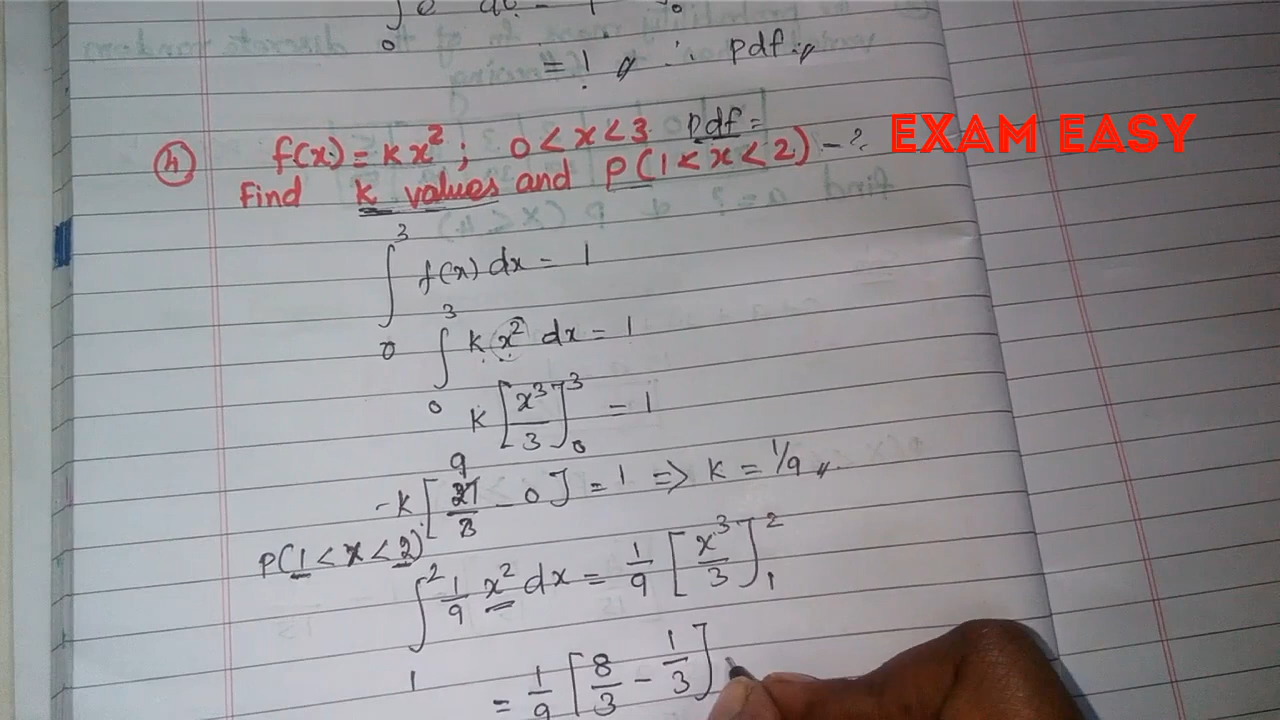 = 1 ∴ pdf
EXAM EASY
(4) f(x) = kx²; 0 < x < 3 pdf =
Find k values and P(1 < x < 2) - ?
∫₀³ f(x) dx = 1
∫₀³ k x² dx = 1
k [x³/3]₀³ = 1
-k [27/3 - 0] = 1 ⇒ k = 1/9
9
P(1 < x < 2)
∫₁² 1/9 x² dx = 1/9 [x³/3]₁²
= 1/9 [8/3 - 1/3]